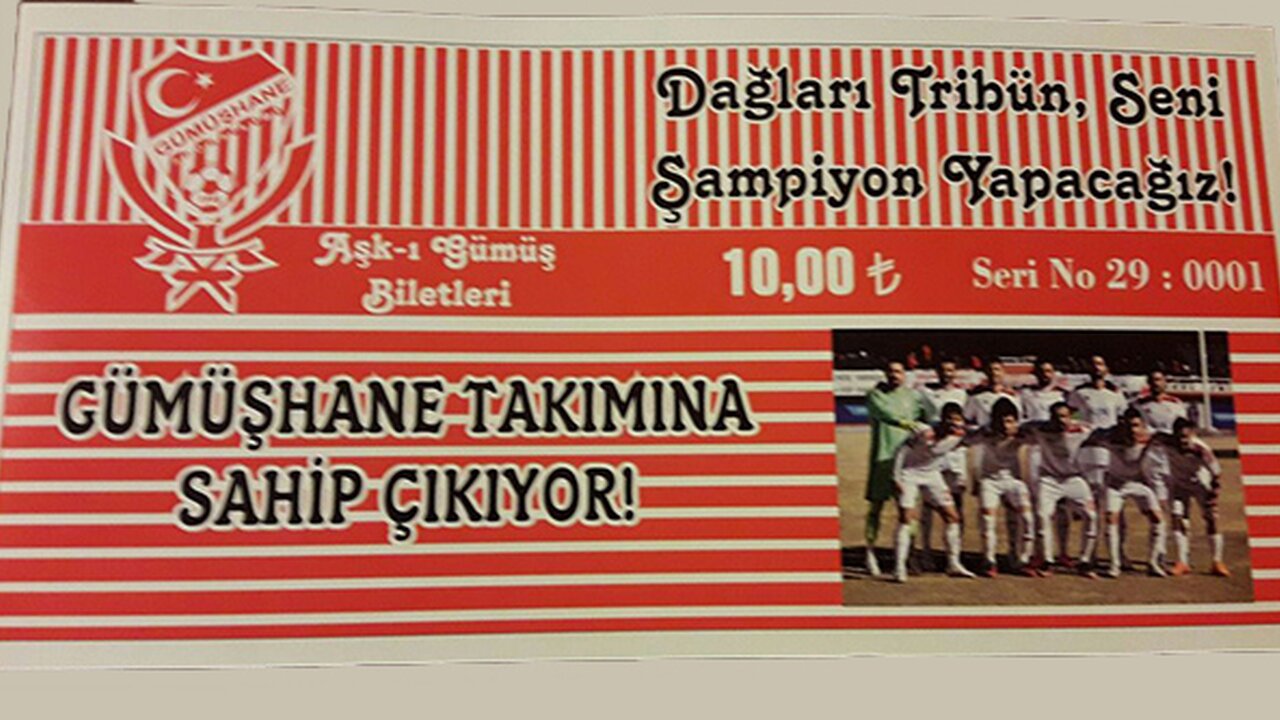 GÜMÜŞHANE
Dağları Tribün, Seni
Şampiyon Yapacağız!
Aşk-ı Gümüş
Biletleri
10,00 ₺
Seri No 29 : 0001
GÜMÜŞHANE TAKIMINA
SAHİP ÇIKIYOR!